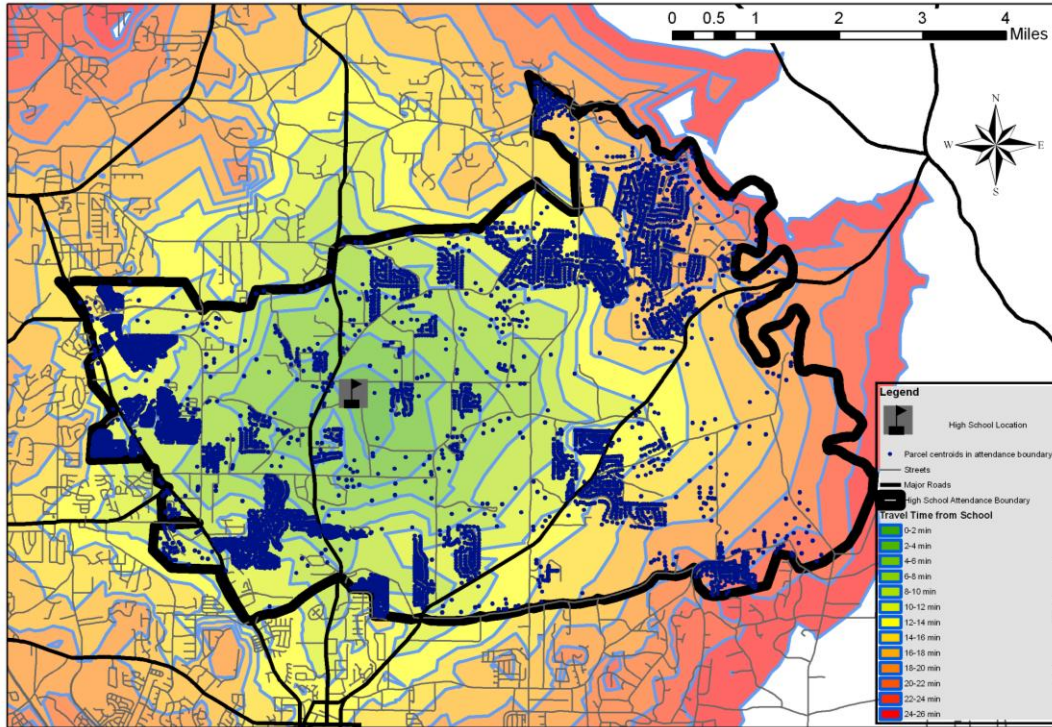 0 0.5 1 2 3 4
Miles
N
W E
S
Legend
High School Location
Parcel centroids in attendance boundary
Streets
Major Roads
High School Attendance Boundary
Travel Time from School
0-2 min
2-4 min
4-6 min
6-8 min
8-10 min
10-12 min
12-14 min
14-16 min
16-18 min
18-20 min
20-22 min
22-24 min
24-26 min